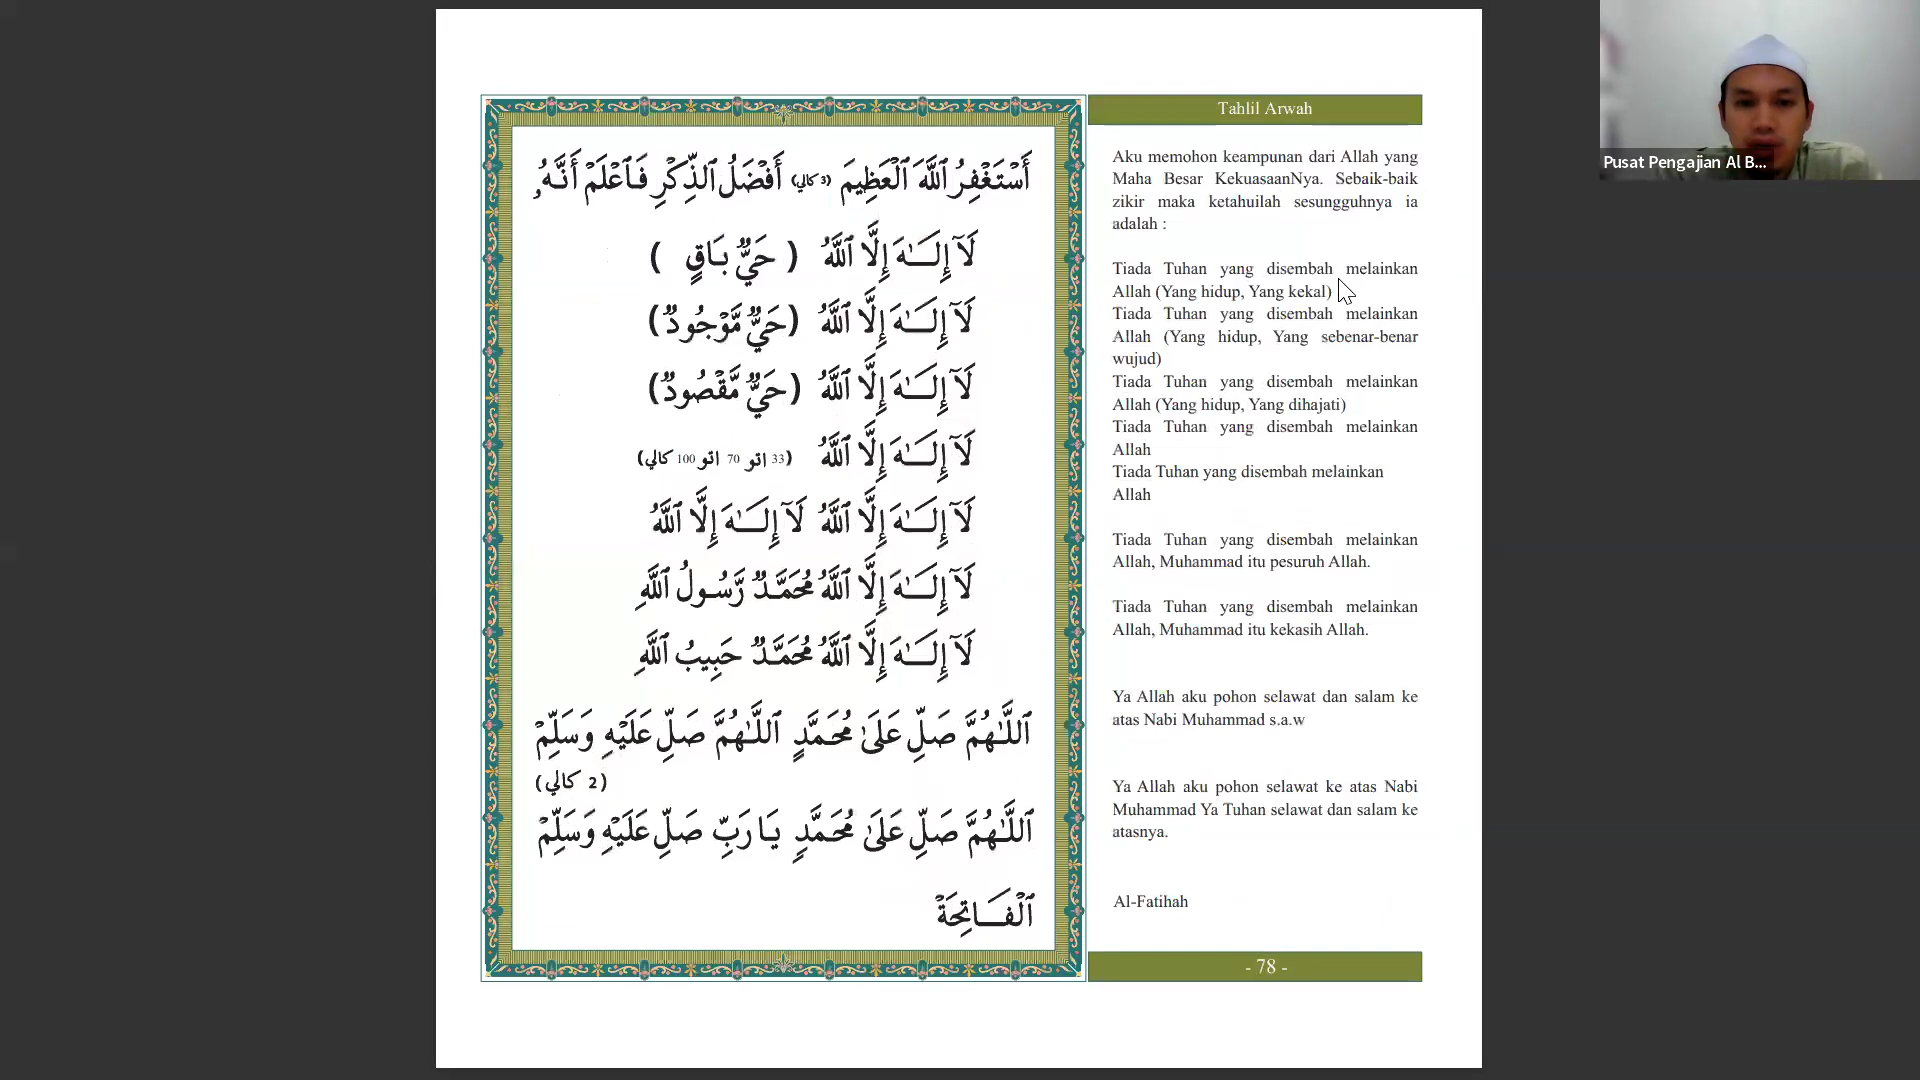 أَسْتَغْفِرُ ٱللَّهَ ٱلْعَظِيمَ (3 كالي) أَفْضَلُ ٱلذِّكْرِ فَٱعْلَمْ أَنَّهُۥ
لَآ إِلَـٰهَ إِلَّا ٱللَّهُ ( حَيٌّ بَاقٍ )
لَآ إِلَـٰهَ إِلَّا ٱللَّهُ (حَيٌّ مَّوْجُودٌ)
لَآ إِلَـٰهَ إِلَّا ٱللَّهُ (حَيٌّ مَّقْصُودٌ)
لَآ إِلَـٰهَ إِلَّا ٱللَّهُ (33 اتو 70 اتو 100 كالي)
لَآ إِلَـٰهَ إِلَّا ٱللَّهُ لَآ إِلَـٰهَ إِلَّا ٱللَّهُ
لَآ إِلَـٰهَ إِلَّا ٱللَّهُ مُحَمَّدٌ رَّسُولُ ٱللَّهِ
لَآ إِلَـٰهَ إِلَّا ٱللَّهُ مُحَمَّدٌ حَبِيبُ ٱللَّهِ
ٱللَّـٰهُمَّ صَلِّ عَلَىٰ مُحَمَّدٍ ٱللَّـٰهُمَّ صَلِّ عَلَيْهِ وَسَلِّمْ
(2 كالي)
ٱللَّـٰهُمَّ صَلِّ عَلَىٰ مُحَمَّدٍ يَا رَبِّ صَلِّ عَلَيْهِ وَسَلِّمْ
ٱلْفَاتِحَةْ
Tahlil Arwah
Aku memohon keampunan dari Allah yang
Maha Besar KekuasaanNya. Sebaik-baik
zikir maka ketahuilah sesungguhnya ia
adalah :
Tiada Tuhan yang disembah melainkan
Allah (Yang hidup, Yang kekal)
Tiada Tuhan yang disembah melainkan
Allah (Yang hidup, Yang sebenar-benar
wujud)
Tiada Tuhan yang disembah melainkan
Allah (Yang hidup, Yang dihajati)
Tiada Tuhan yang disembah melainkan
Allah
Tiada Tuhan yang disembah melainkan
Allah
Tiada Tuhan yang disembah melainkan
Allah, Muhammad itu pesuruh Allah.
Tiada Tuhan yang disembah melainkan
Allah, Muhammad itu kekasih Allah.
Ya Allah aku pohon selawat dan salam ke
atas Nabi Muhammad s.a.w
Ya Allah aku pohon selawat ke atas Nabi
Muhammad Ya Tuhan selawat dan salam ke
atasnya.
Al-Fatihah
- 78 -
Pusat Pengajian Al B...